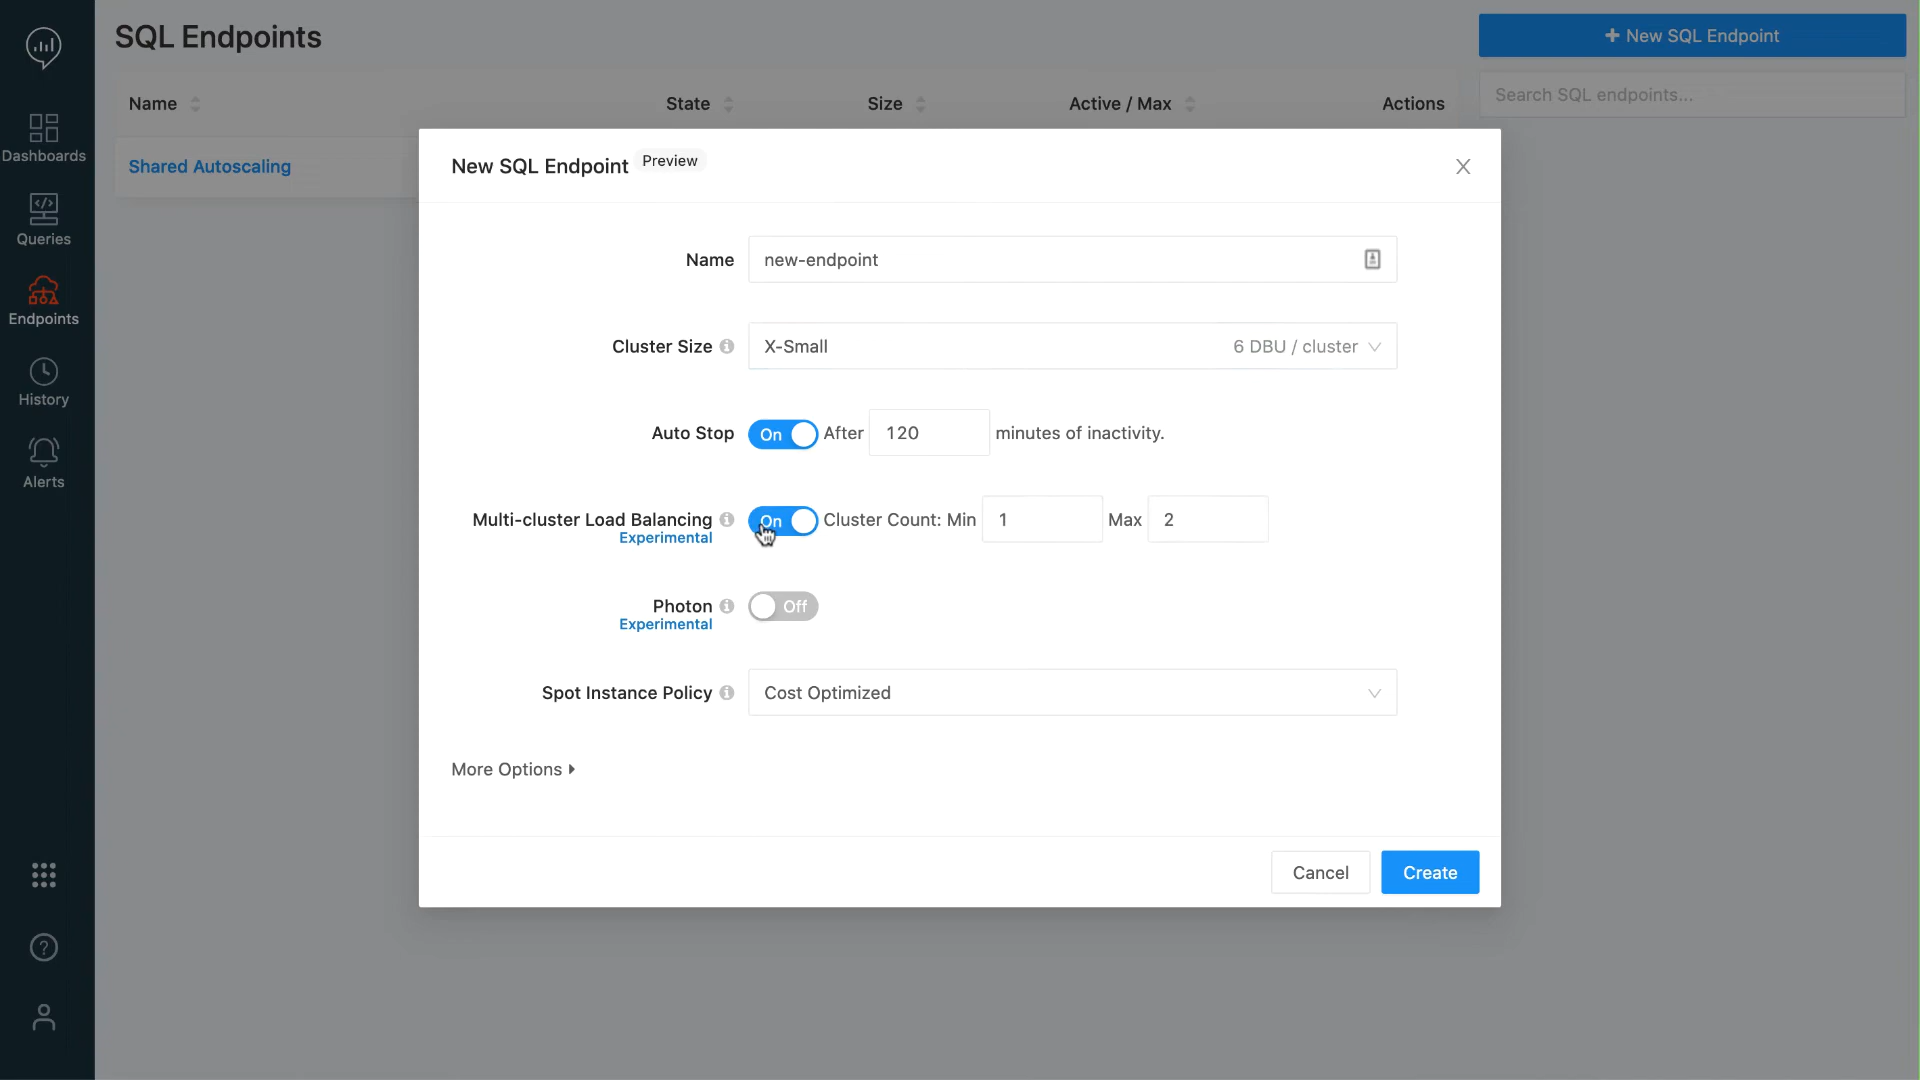 SQL Endpoints
+ New SQL Endpoint
Search SQL endpoints...
Name State Size Active / Max Actions
Shared Autoscaling
Dashboards
Queries
Endpoints
History
Alerts
New SQL Endpoint Preview
Name new-endpoint
Cluster Size X-Small 6 DBU / cluster
Auto Stop On After 120 minutes of inactivity.
Multi-cluster Load Balancing On Cluster Count: Min 1 Max 2
Experimental
Photon Off
Experimental
Spot Instance Policy Cost Optimized
More Options
Cancel Create